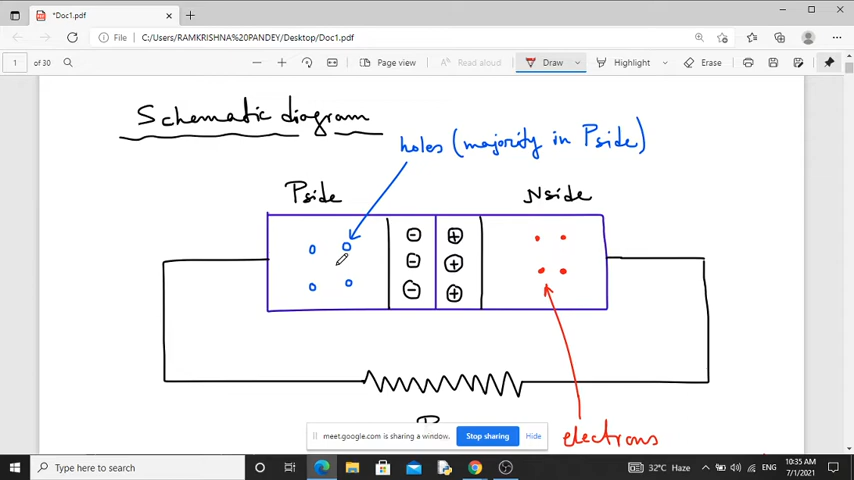 *Doc1.pdf
File
C:/Users/RAMKRISHNA%20PANDEY/Desktop/Doc1.pdf
1 of 30
Page view
Read aloud
Draw
Highlight
Erase
Schematic diagram
holes (majority in Pside)
Pside
Nside
- +
- +
- +
meet.google.com is sharing a window.
Stop sharing
Hide
electrons
Type here to search
32°C Haze
ENG
10:35 AM
7/1/2021